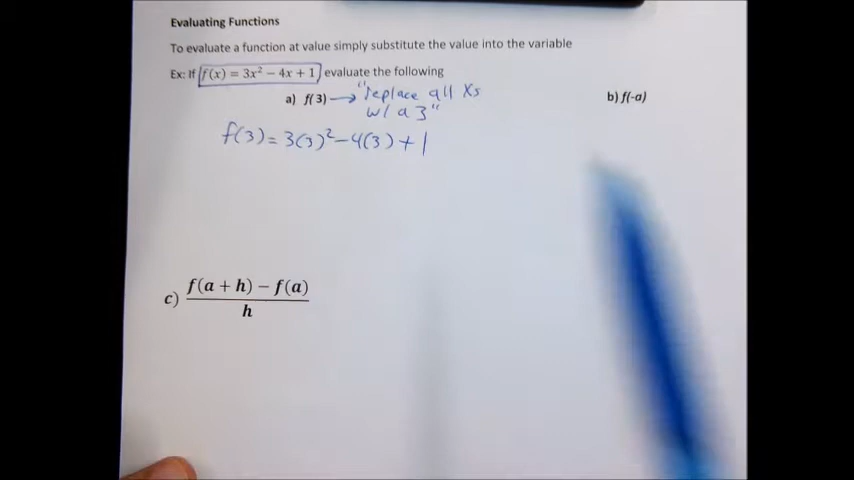 Evaluating Functions
To evaluate a function at value simply substitute the value into the variable
Ex: If f(x) = 3x² − 4x + 1 evaluate the following
a) f(3) → "replace all Xs
w/ a 3"
b) f(-a)
f(3) = 3(3)² − 4(3) + 1
c) f(a + h) − f(a)
h